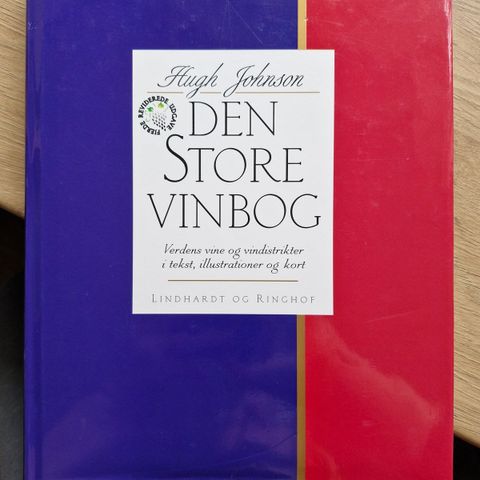 Hugh Johnson
FJERDE REVIDEREDE UDGAVE
DEN
STORE
VINBOG
Verdens vine og vindistrikter
i tekst, illustrationer og kort
LINDHARDT OG RINGHOF